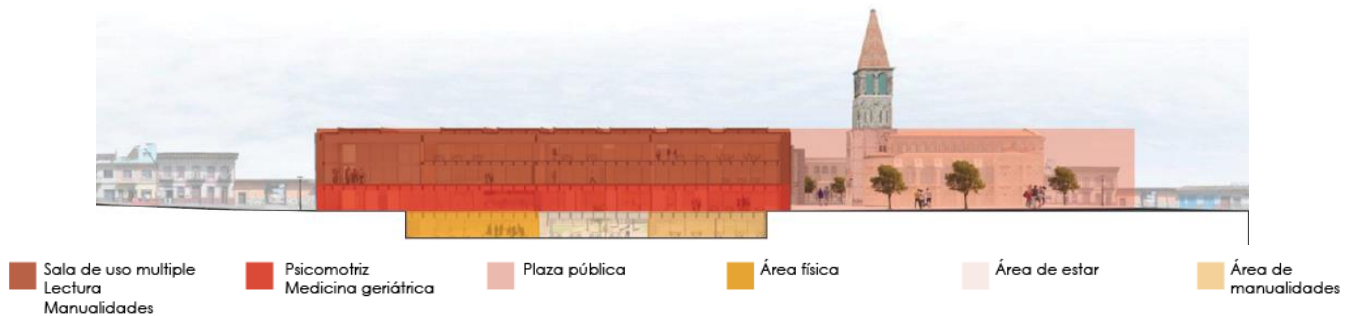 Sala de uso multiple
Lectura
Manualidades
Psicomotriz
Medicina geriátrica
Plaza pública
Área física
Área de estar
Área de
manualidades